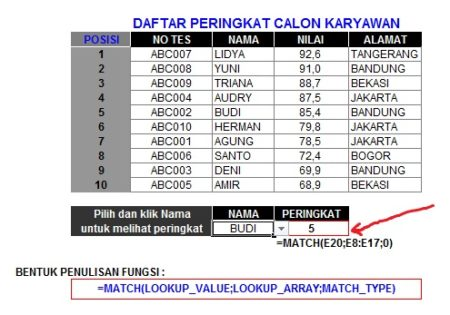 DAFTAR PERINGKAT CALON KARYAWAN
POSISI NO TES NAMA NILAI ALAMAT
1 ABC007 LIDYA 92,6 TANGERANG
2 ABC008 YUNI 91,0 BANDUNG
3 ABC009 TRIANA 88,7 BEKASI
4 ABC004 AUDRY 87,5 JAKARTA
5 ABC002 BUDI 85,4 BANDUNG
6 ABC010 HERMAN 79,8 JAKARTA
7 ABC001 AGUNG 78,5 JAKARTA
8 ABC006 SANTO 72,4 BOGOR
9 ABC003 DENI 69,9 BANDUNG
10 ABC005 AMIR 68,9 BEKASI
Pilih dan klik Nama NAMA PERINGKAT
untuk melihat peringkat BUDI 5
=MATCH(E20;E8:E17;0)
BENTUK PENULISAN FUNGSI :
=MATCH(LOOKUP_VALUE;LOOKUP_ARRAY;MATCH_TYPE)